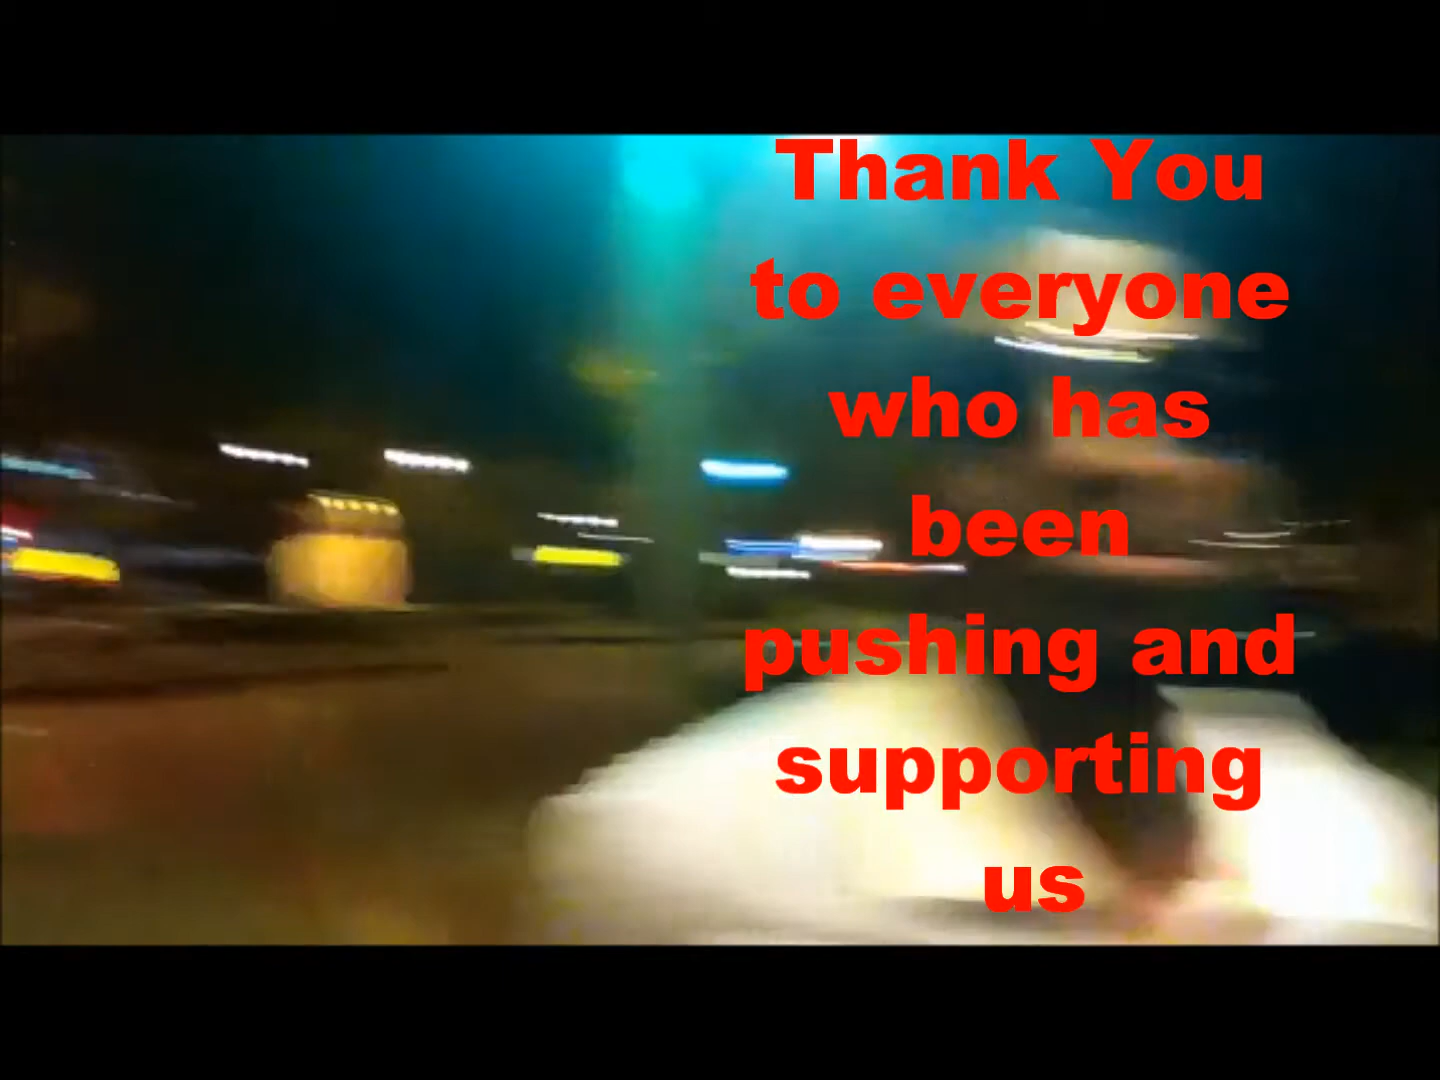 Thank You
to everyone
who has
been
pushing and
supporting
us